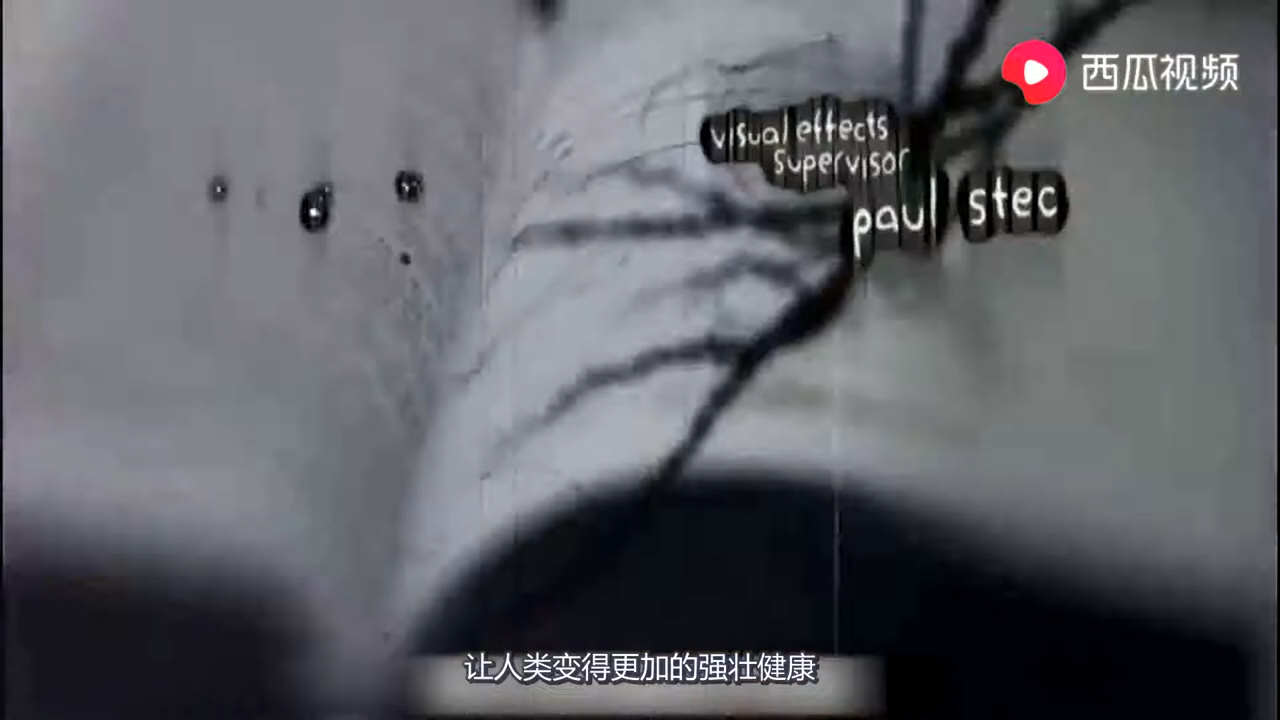 西瓜视频
visual effects
supervisor
paul stec
让人类变得更加的强壮健康